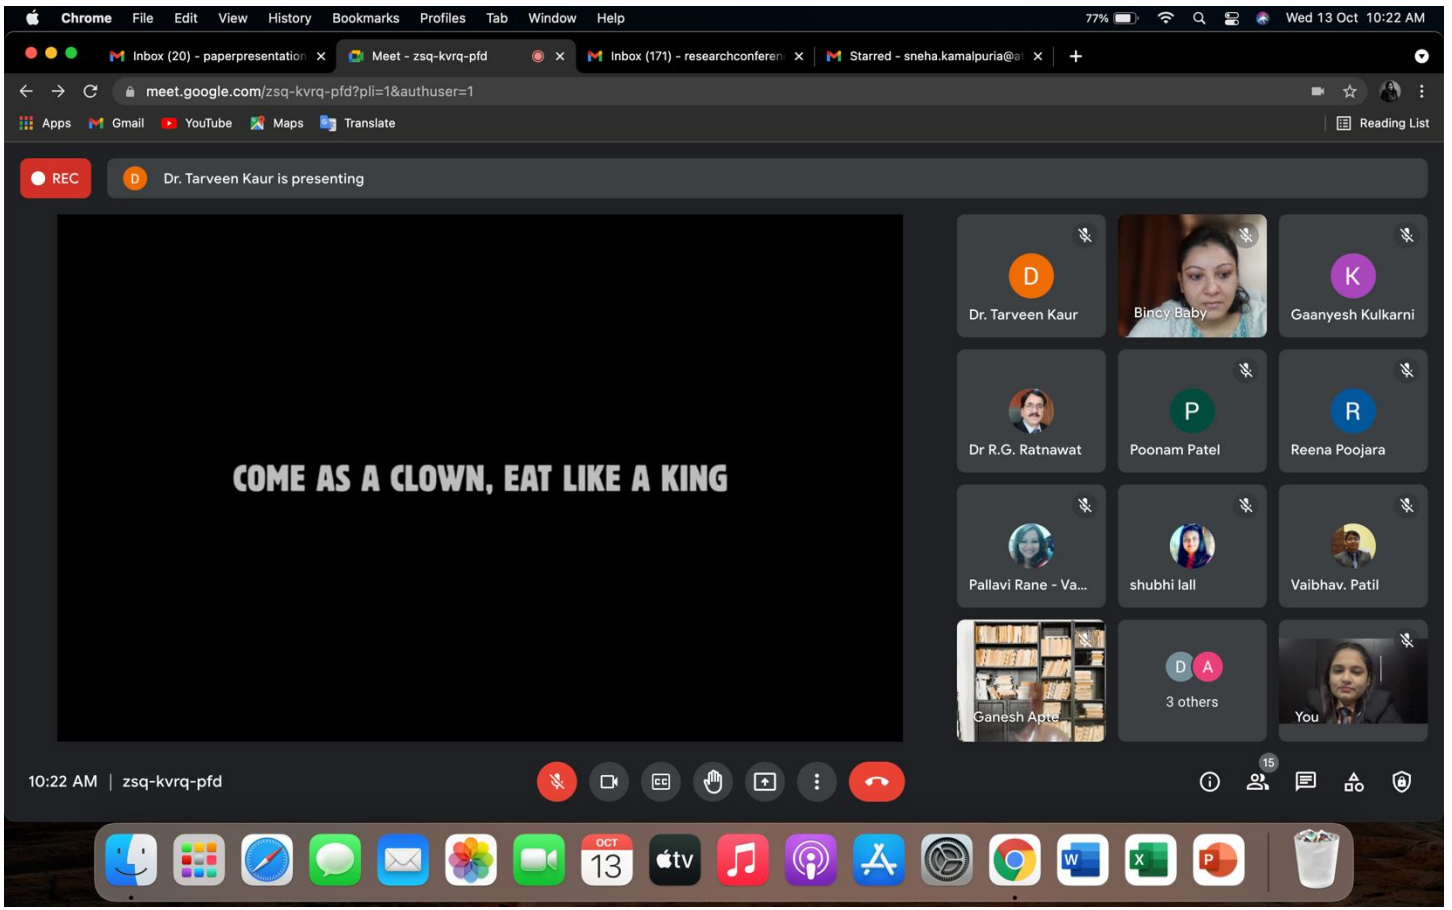 Chrome File Edit View History Bookmarks Profiles Tab Window Help 77% Wed 13 Oct 10:22 AM
Inbox (20) - paperpresentation Meet - zsq-kvrq-pfd Inbox (171) - researchconferen Starred - sneha.kamalpuria@a
meet.google.com/zsq-kvrq-pfd?pli=1&authuser=1
Apps Gmail YouTube Maps Translate Reading List
REC D Dr. Tarveen Kaur is presenting
COME AS A CLOWN, EAT LIKE A KING
D K
Dr. Tarveen Kaur Bincy Baby Gaanyesh Kulkarni
P R
Dr R.G. Ratnawat Poonam Patel Reena Poojara
Pallavi Rane - Va... shubhi lall Vaibhav. Patil
D A
3 others
Ganesh Apte You
10:22 AM | zsq-kvrq-pfd CC 15
OCT
13 tv W X P